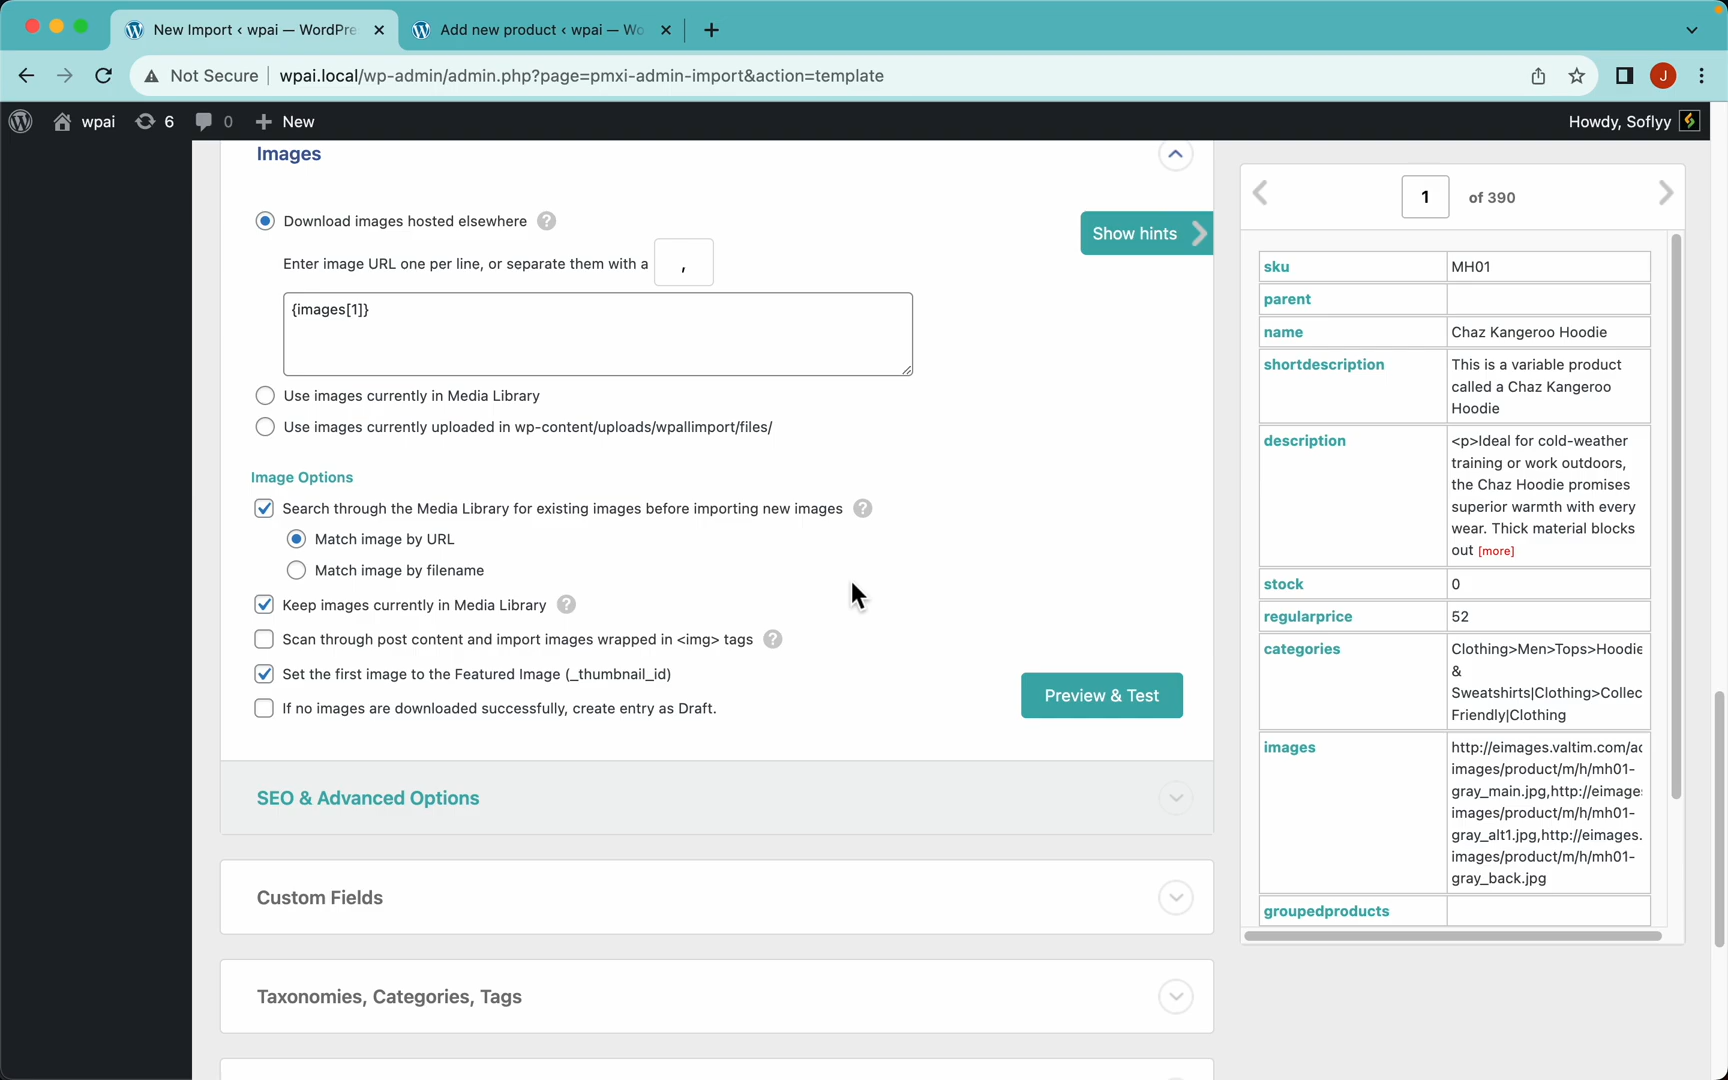 New Import ‹ wpai — WordPre
Add new product ‹ wpai — Wo
Not Secure
wpai.local/wp-admin/admin.php?page=pmxi-admin-import&action=template
J
wpai
6
0
New
Howdy, Soflyy
Images
Download images hosted elsewhere ?
Show hints
Enter image URL one per line, or separate them with a ,
{images[1]}
Use images currently in Media Library
Use images currently uploaded in wp-content/uploads/wpallimport/files/
Image Options
Search through the Media Library for existing images before importing new images ?
Match image by URL
Match image by filename
Keep images currently in Media Library ?
Scan through post content and import images wrapped in <img> tags ?
Set the first image to the Featured Image (_thumbnail_id)
If no images are downloaded successfully, create entry as Draft.
Preview & Test
SEO & Advanced Options
Custom Fields
Taxonomies, Categories, Tags
1 of 390
sku MH01
parent
name Chaz Kangeroo Hoodie
shortdescription This is a variable product
called a Chaz Kangeroo
Hoodie
description <p>Ideal for cold-weather
training or work outdoors,
the Chaz Hoodie promises
superior warmth with every
wear. Thick material blocks
out [more]
stock 0
regularprice 52
categories Clothing>Men>Tops>Hoodie
&
Sweatshirts|Clothing>Collec
Friendly|Clothing
images http://eimages.valtim.com/ac
images/product/m/h/mh01-
gray_main.jpg,http://eimage
images/product/m/h/mh01-
gray_alt1.jpg,http://eimages.
images/product/m/h/mh01-
gray_back.jpg
groupedproducts